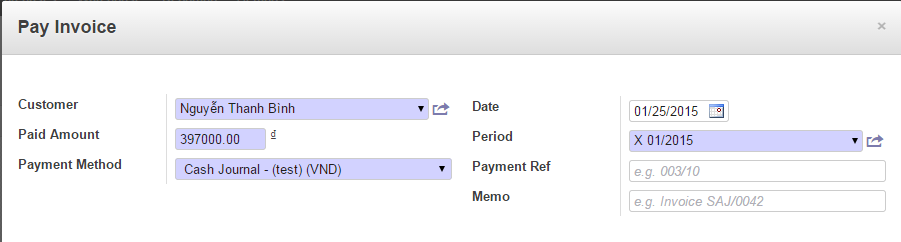 Pay Invoice ×
Customer Nguyễn Thanh Bình
Paid Amount 397000.00 ₫
Payment Method Cash Journal - (test) (VND)
Date 01/25/2015
Period X 01/2015
Payment Ref e.g. 003/10
Memo e.g. Invoice SAJ/0042